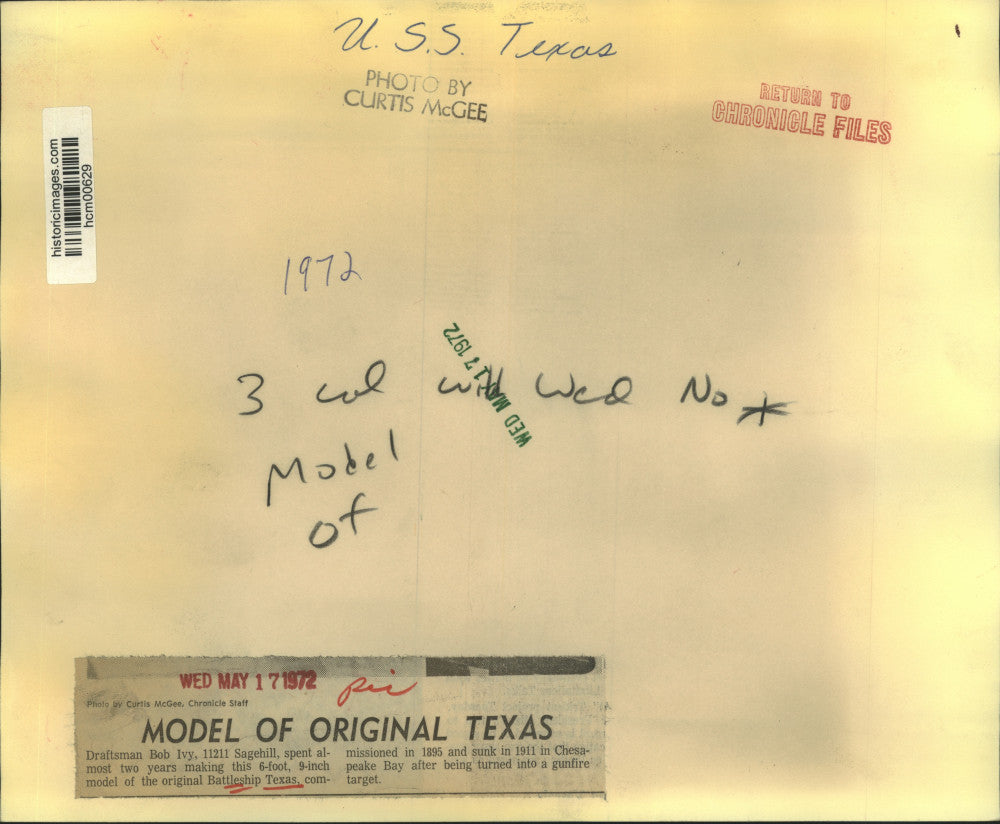 U.S.S. Texas
PHOTO BY
CURTIS McGEE
RETURN TO
CHRONICLE FILES
historicimages.com
hcm00629
1972
WED MAY 17 1972
3 col with Wed No *
Model
of
WED MAY 17 1972
pic
Photo by Curtis McGee, Chronicle Staff
MODEL OF ORIGINAL TEXAS
Draftsman Bob Ivy, 11211 Sagehill, spent al-
most two years making this 6-foot, 9-inch
model of the original Battleship Texas, com-
missioned in 1895 and sunk in 1911 in Chesa-
peake Bay after being turned into a gunfire
target.